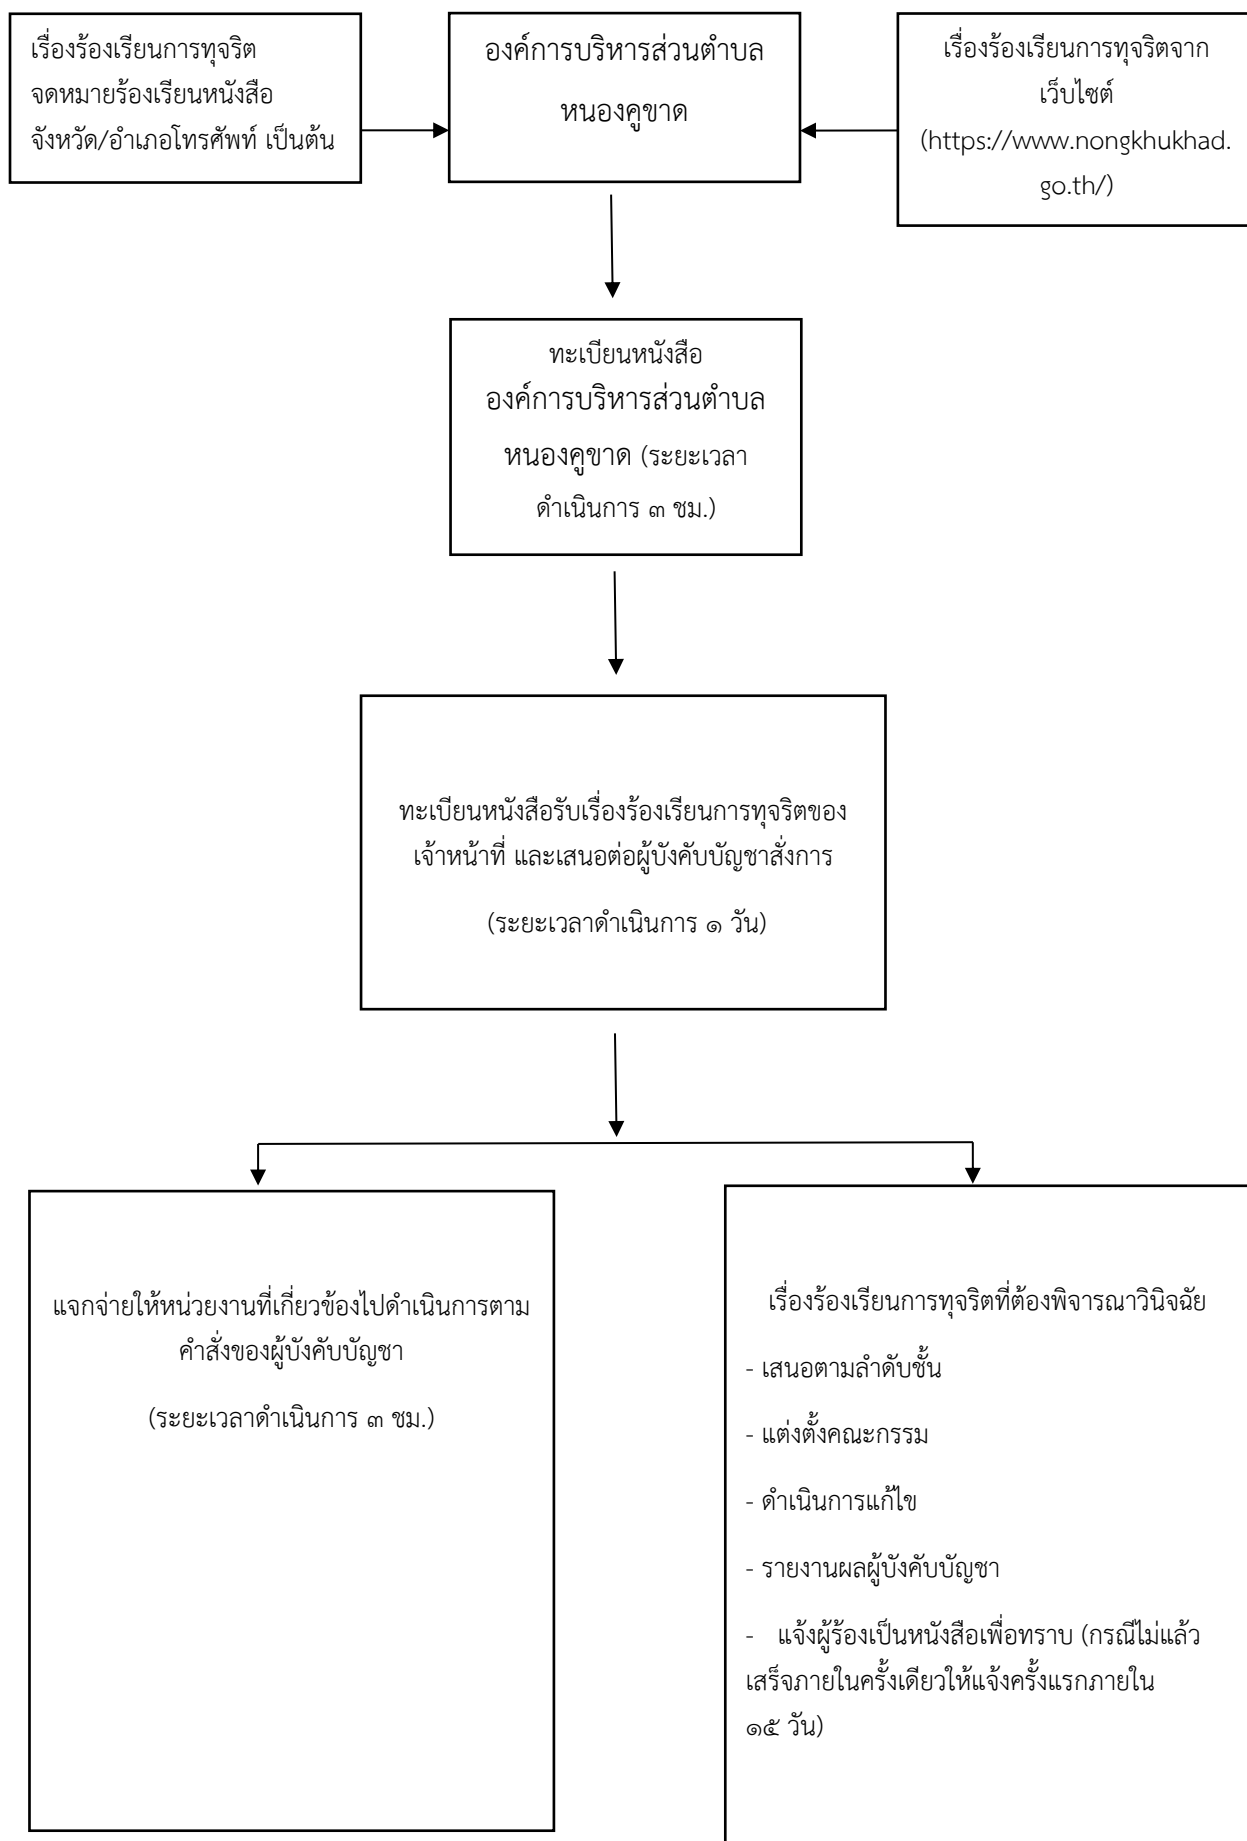 เรื่องร้องเรียนการทุจริต
จดหมายร้องเรียนหนังสือ
จังหวัด/อำเภอโทรศัพท์ เป็นต้น
องค์การบริหารส่วนตำบล
หนองคูขาด
เรื่องร้องเรียนการทุจริตจาก
เว็บไซต์
(https://www.nongkhukhad.
go.th/)
ทะเบียนหนังสือ
องค์การบริหารส่วนตำบล
หนองคูขาด (ระยะเวลา
ดำเนินการ ๓ ชม.)
ทะเบียนหนังสือรับเรื่องร้องเรียนการทุจริตของ
เจ้าหน้าที่ และเสนอต่อผู้บังคับบัญชาสั่งการ
(ระยะเวลาดำเนินการ ๑ วัน)
แจกจ่ายให้หน่วยงานที่เกี่ยวข้องไปดำเนินการตาม
คำสั่งของผู้บังคับบัญชา
(ระยะเวลาดำเนินการ ๓ ชม.)
เรื่องร้องเรียนการทุจริตที่ต้องพิจารณาวินิจฉัย
- เสนอตามลำดับชั้น
- แต่งตั้งคณะกรรม
- ดำเนินการแก้ไข
- รายงานผลผู้บังคับบัญชา
- แจ้งผู้ร้องเป็นหนังสือเพื่อทราบ (กรณีไม่แล้ว
เสร็จภายในครั้งเดียวให้แจ้งครั้งแรกภายใน
๑๕ วัน)